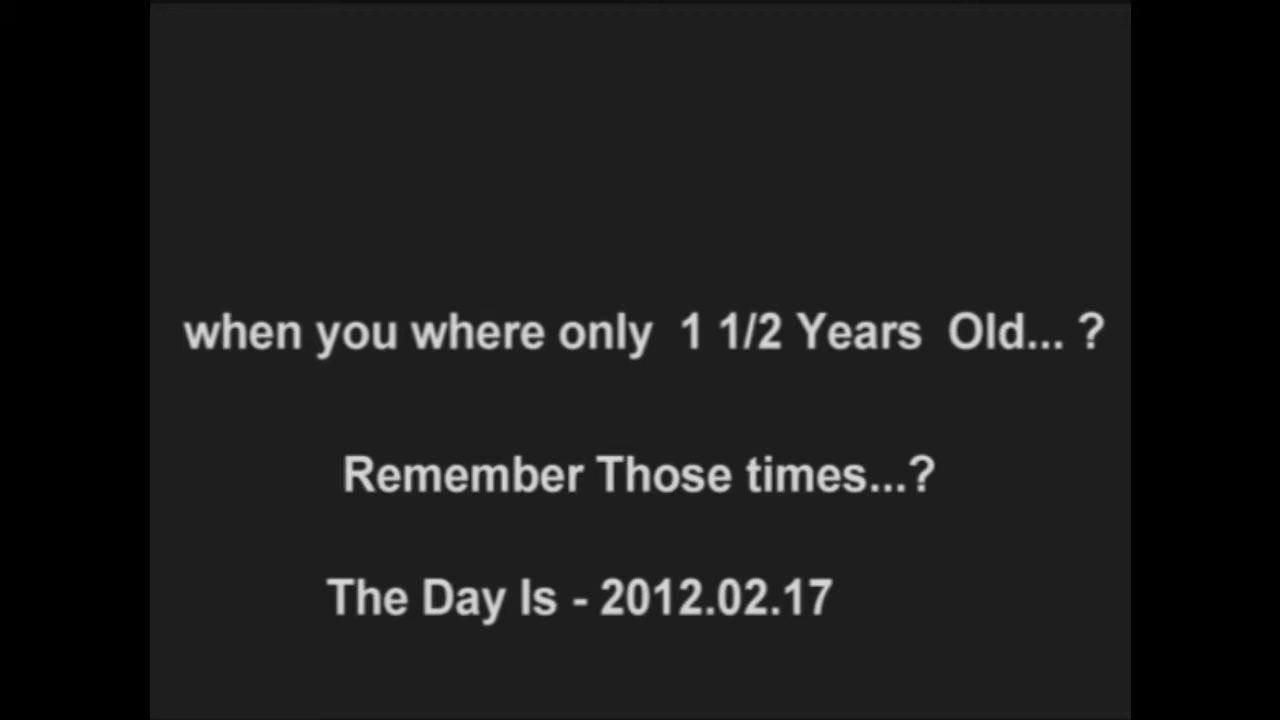 when you where only 1 1/2 Years Old... ?
Remember Those times...?
The Day Is - 2012.02.17